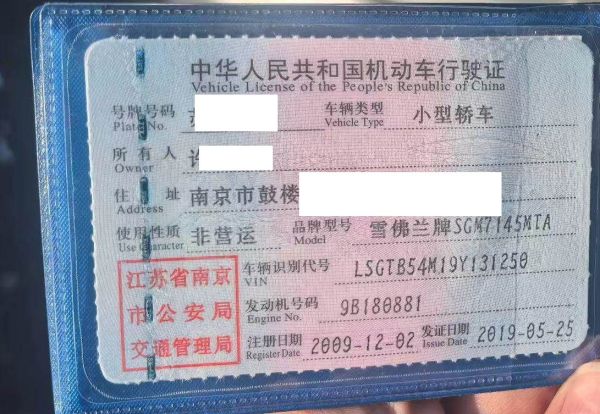 中华人民共和国机动车行驶证
Vehicle License of the People's Republic of China
号牌号码 车辆类型 小型轿车
Plate No. Vehicle Type
所有人 许
Owner
住址 南京市鼓楼
Address
使用性质 非营运 品牌型号 雪佛兰牌SGM7145MTA
Use Character Model
江苏省南京
市公安局
交通管理局
车辆识别代号 LSGTB54M19Y131250
VIN
发动机号码 9B180881
Engine No.
注册日期 2009-12-02 发证日期 2019-05-25
Register Date Issue Date